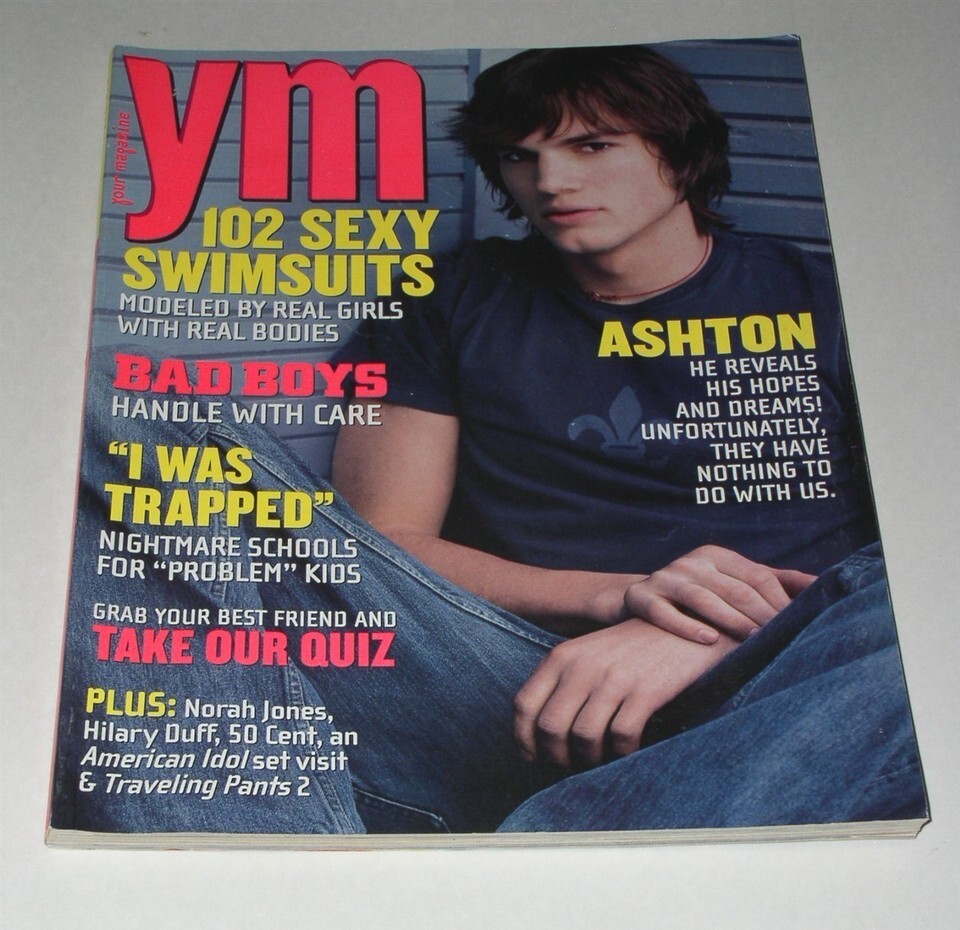 your magazine
ym
102 SEXY
SWIMSUITS
MODELED BY REAL GIRLS
WITH REAL BODIES
BAD BOYS
HANDLE WITH CARE
"I WAS
TRAPPED"
NIGHTMARE SCHOOLS
FOR "PROBLEM" KIDS
GRAB YOUR BEST FRIEND AND
TAKE OUR QUIZ
PLUS: Norah Jones,
Hilary Duff, 50 Cent, an
American Idol set visit
& Traveling Pants 2
ASHTON
HE REVEALS
HIS HOPES
AND DREAMS!
UNFORTUNATELY,
THEY HAVE
NOTHING TO
DO WITH US.